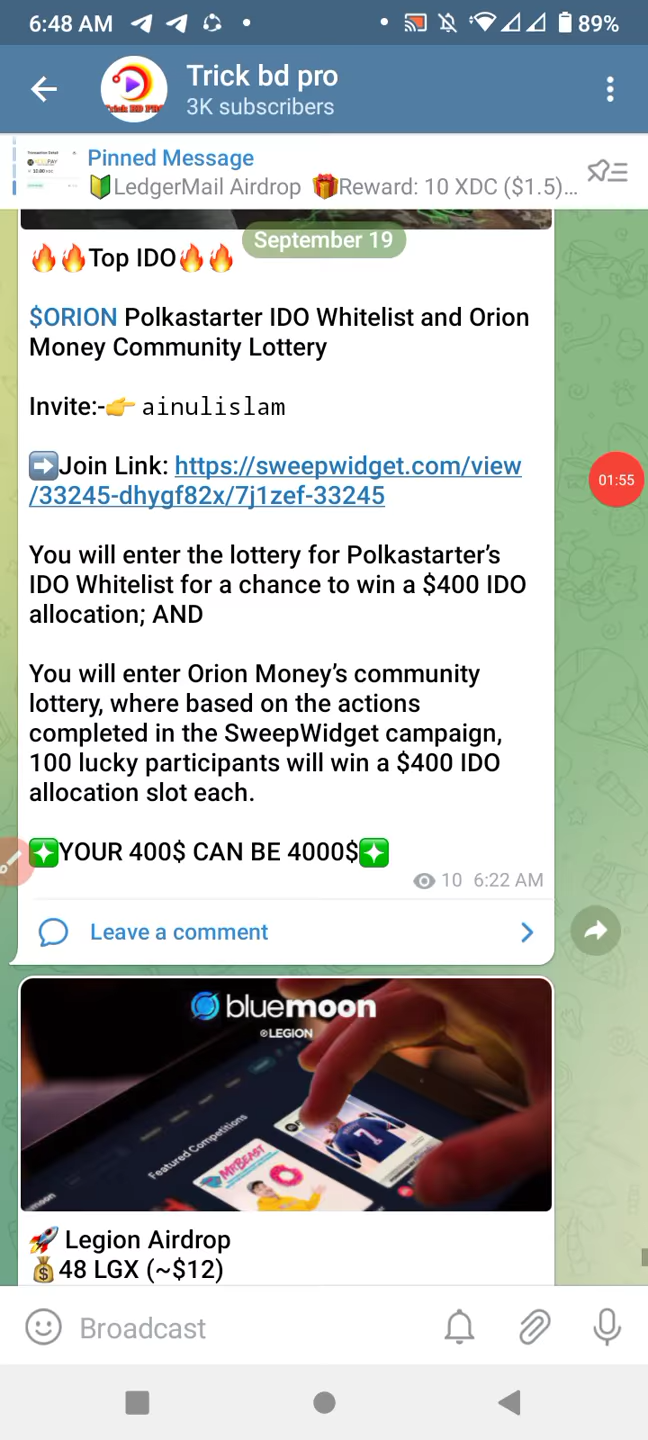 6:48 AM
89%
Trick bd pro
3K subscribers
Pinned Message
🔰LedgerMail Airdrop 🎁Reward: 10 XDC ($1.5)...
September 19
🔥🔥Top IDO🔥🔥
$ORION Polkastarter IDO Whitelist and Orion
Money Community Lottery
Invite:-👉 ainulislam
➡️Join Link: https://sweepwidget.com/view
/33245-dhygf82x/7j1zef-33245
01:55
You will enter the lottery for Polkastarter’s
IDO Whitelist for a chance to win a $400 IDO
allocation; AND
You will enter Orion Money’s community
lottery, where based on the actions
completed in the SweepWidget campaign,
100 lucky participants will win a $400 IDO
allocation slot each.
❇️YOUR 400$ CAN BE 4000$❇️
10 6:22 AM
Leave a comment
bluemoon
LEGION
Featured Competitions
MRBEAST
7
🚀 Legion Airdrop
💰48 LGX (~$12)
Broadcast